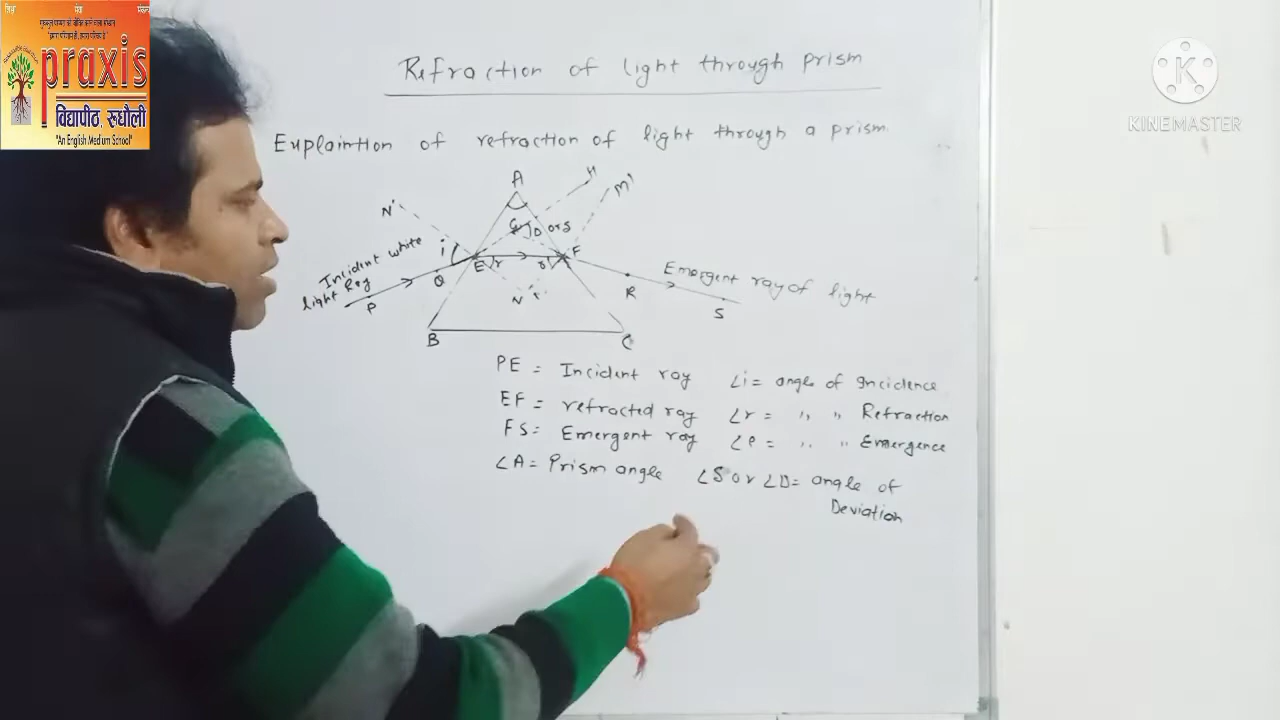 शिक्षा सेवा संस्कार
praxis
विद्यापीठ, रुधौली
"An English Medium School"
KINEMASTER
Refraction of light through prism
Explaintion of refraction of light through a prism
A
H
M'
N'
G
D or S
i
E
r
F
Incident white
light Ray
P
Q
N
R
S
Emergent ray of light
B
C
PE = Incident ray ∠i = angle of Incidence
EF = refracted ray ∠r = " " Refraction
FS = Emergent ray ∠e = " " Emergence
∠A = Prism angle ∠S or ∠D = angle of
Deviation